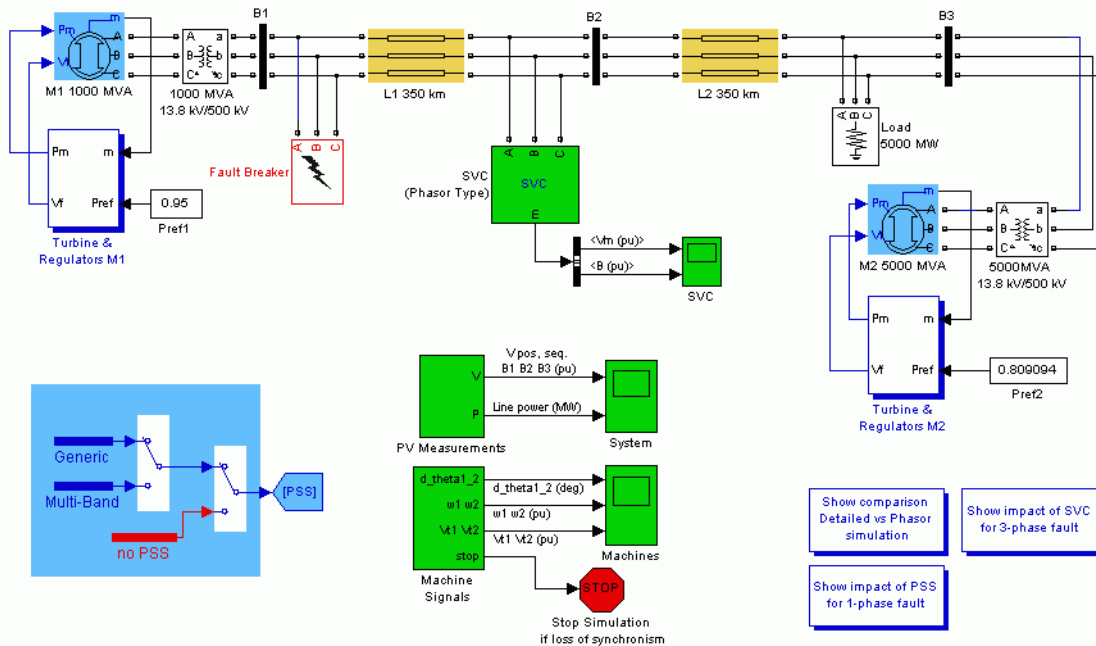 B1
B2
B3
m
Pm
Vf
A
B
C
M1 1000 MVA
A
B
C
a
b
c
1000 MVA
13.8 kV/500 kV
L1 350 km
L2 350 km
A
B
C
Fault Breaker
A
B
C
SVC
E
SVC
(Phasor Type)
<Vm (pu)>
<B (pu)>
SVC
A
B
C
Load
5000 MW
Pm
m
Vf
Pref
0.95
Pref1
Turbine &
Regulators M1
m
Pm
Vf
A
B
C
M2 5000 MVA
A
B
C
a
b
c
5000MVA
13.8 kV/500 kV
Pm
m
Vf
Pref
0.809094
Pref2
Turbine &
Regulators M2
Generic
Multi-Band
no PSS
[PSS]
V
P
PV Measurements
Vpos. seq.
B1 B2 B3 (pu)
Line power (MW)
System
d_theta1_2
w1 w2
Vt1 Vt2
stop
Machine
Signals
d_theta1_2 (deg)
w1 w2 (pu)
Vt1 Vt2 (pu)
Machines
STOP
Stop Simulation
if loss of synchronism
Show comparison
Detailed vs Phasor
simulation
Show impact of SVC
for 3-phase fault
Show impact of PSS
for 1-phase fault